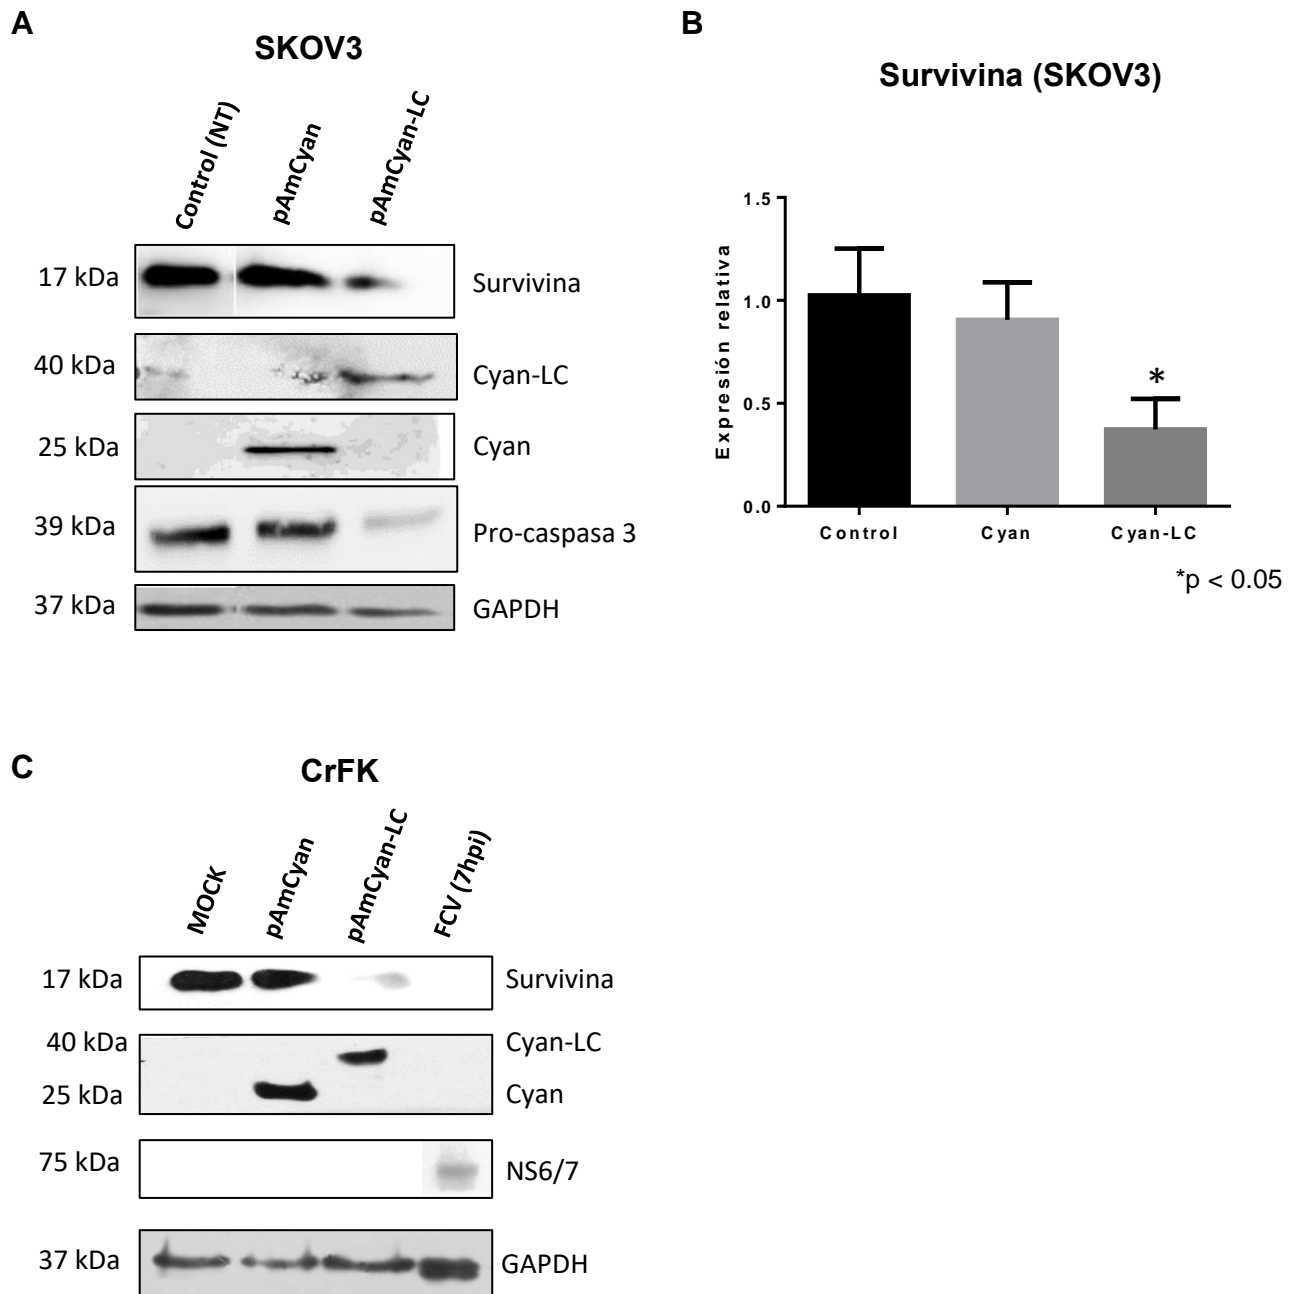 A
SKOV3
Control (NT)
pAmCyan
pAmCyan-LC
17 kDa
Survivina
40 kDa
Cyan-LC
25 kDa
Cyan
39 kDa
Pro-caspasa 3
37 kDa
GAPDH
B
Survivina (SKOV3)
Expresión relativa
1.5
1.0
0.5
0.0
*
Control
Cyan
Cyan-LC
*p < 0.05
C
CrFK
MOCK
pAmCyan
pAmCyan-LC
FCV (7hpi)
17 kDa
Survivina
40 kDa
Cyan-LC
25 kDa
Cyan
75 kDa
NS6/7
37 kDa
GAPDH